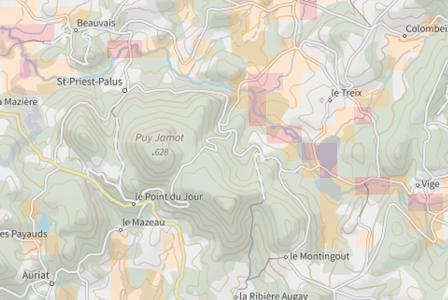 Beauvais
Colombei
St-Priest-Palus
le Treix
a Mazière
Puy Jamot
.628
Vige
le Point du Jour
le Mazeau
es Payauds
le Montingout
Auriat
la Ribière Augay